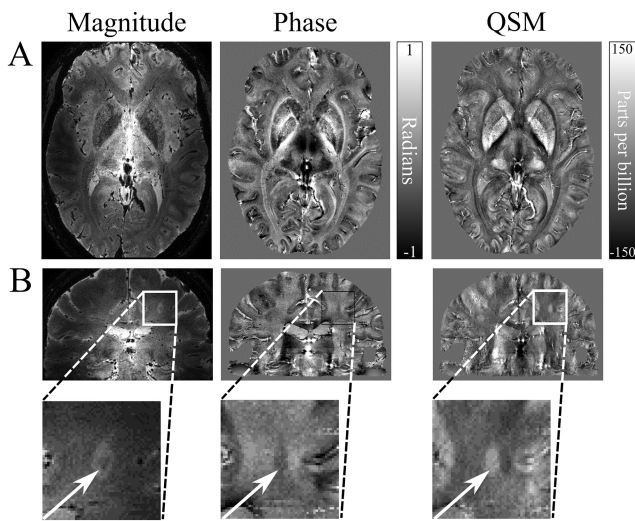 Magnitude Phase QSM
A
1
Radians
-1
150
Parts per billion
-150
B